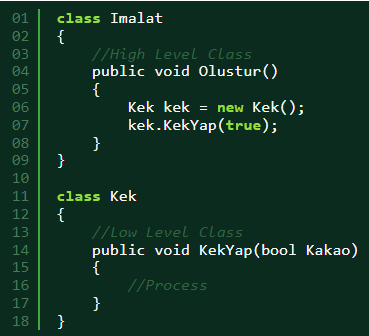 01 class Imalat
02 {
03     //High Level Class
04     public void Olustur()
05     {
06         Kek kek = new Kek();
07         kek.KekYap(true);
08     }
09 }
10
11 class Kek
12 {
13     //Low Level Class
14     public void KekYap(bool Kakao)
15     {
16         //Process
17     }
18 }